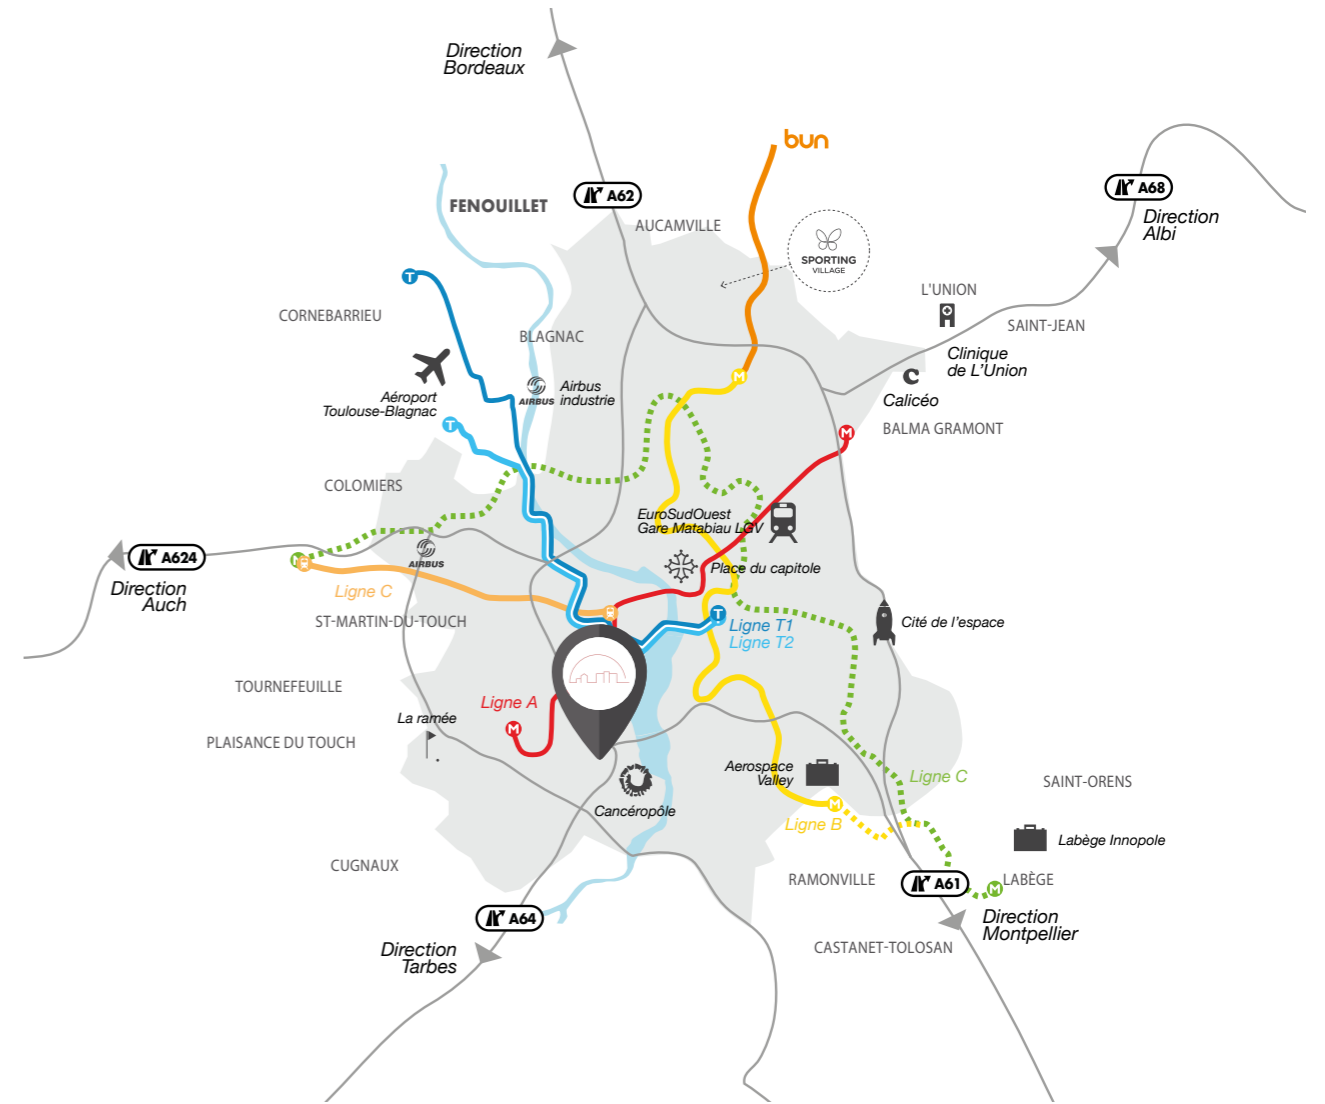 Direction
Bordeaux
bun
A62
A68
FENOUILLET
AUCAMVILLE
Direction
Albi
SPORTING
VILLAGE
T
L'UNION
CORNEBARRIEU
SAINT-JEAN
BLAGNAC
Clinique
de L'Union
M
Aéroport
Toulouse-Blagnac
AIRBUS
Airbus
industrie
C
Calicéo
T
M
BALMA GRAMONT
COLOMIERS
EuroSudOuest
Gare Matabiau LGV
A624
M
AIRBUS
Place du capitole
Direction
Auch
Ligne C
ST-MARTIN-DU-TOUCH
T
Ligne T1
Ligne T2
Cité de l'espace
TOURNEFEUILLE
Ligne A
La ramée
M
PLAISANCE DU TOUCH
Aerospace
Valley
Ligne C
SAINT-ORENS
Cancéropôle
M
Ligne B
Labège Innopole
CUGNAUX
RAMONVILLE
A61
M
LABÈGE
A64
Direction
Montpellier
Direction
Tarbes
CASTANET-TOLOSAN